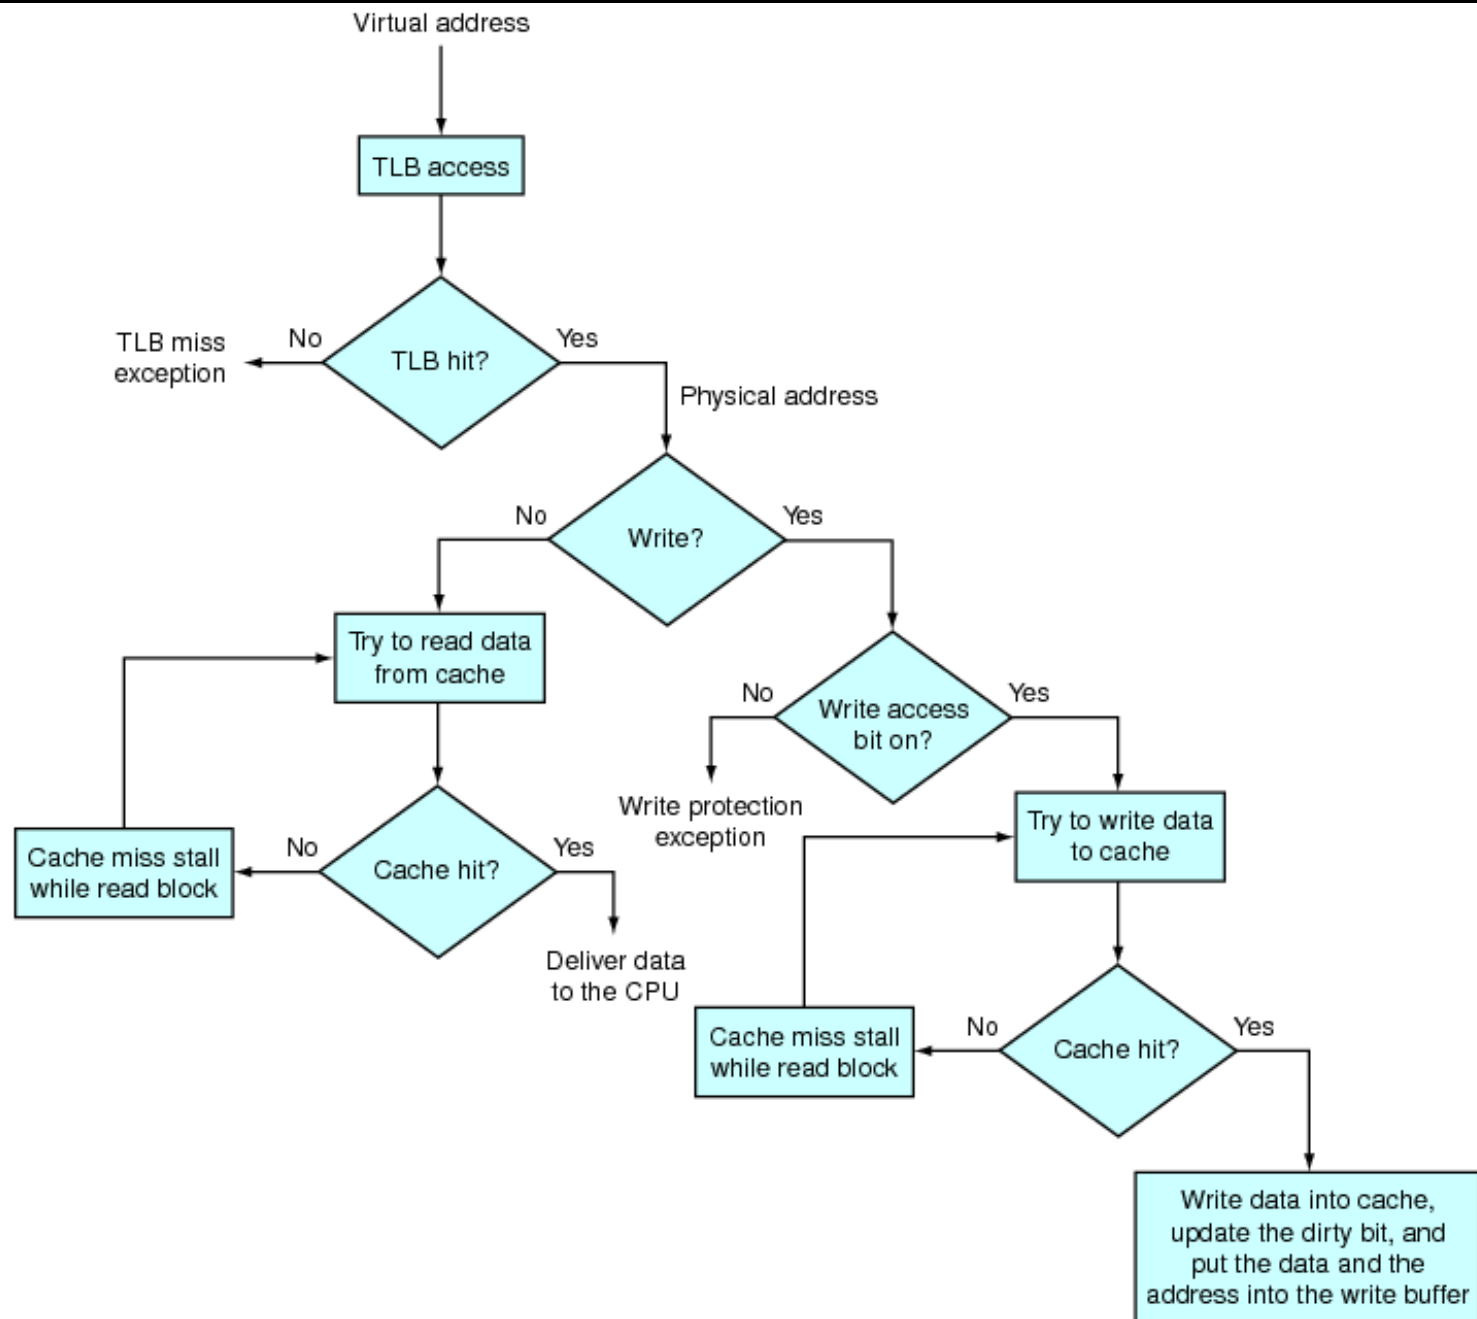 Virtual address
TLB access
No
Yes
TLB miss
exception
TLB hit?
Physical address
No
Yes
Write?
Try to read data
from cache
No
Yes
Write access
bit on?
Write protection
exception
Try to write data
to cache
No
Yes
Cache miss stall
while read block
Cache hit?
Deliver data
to the CPU
No
Yes
Cache miss stall
while read block
Cache hit?
Write data into cache,
update the dirty bit, and
put the data and the
address into the write buffer